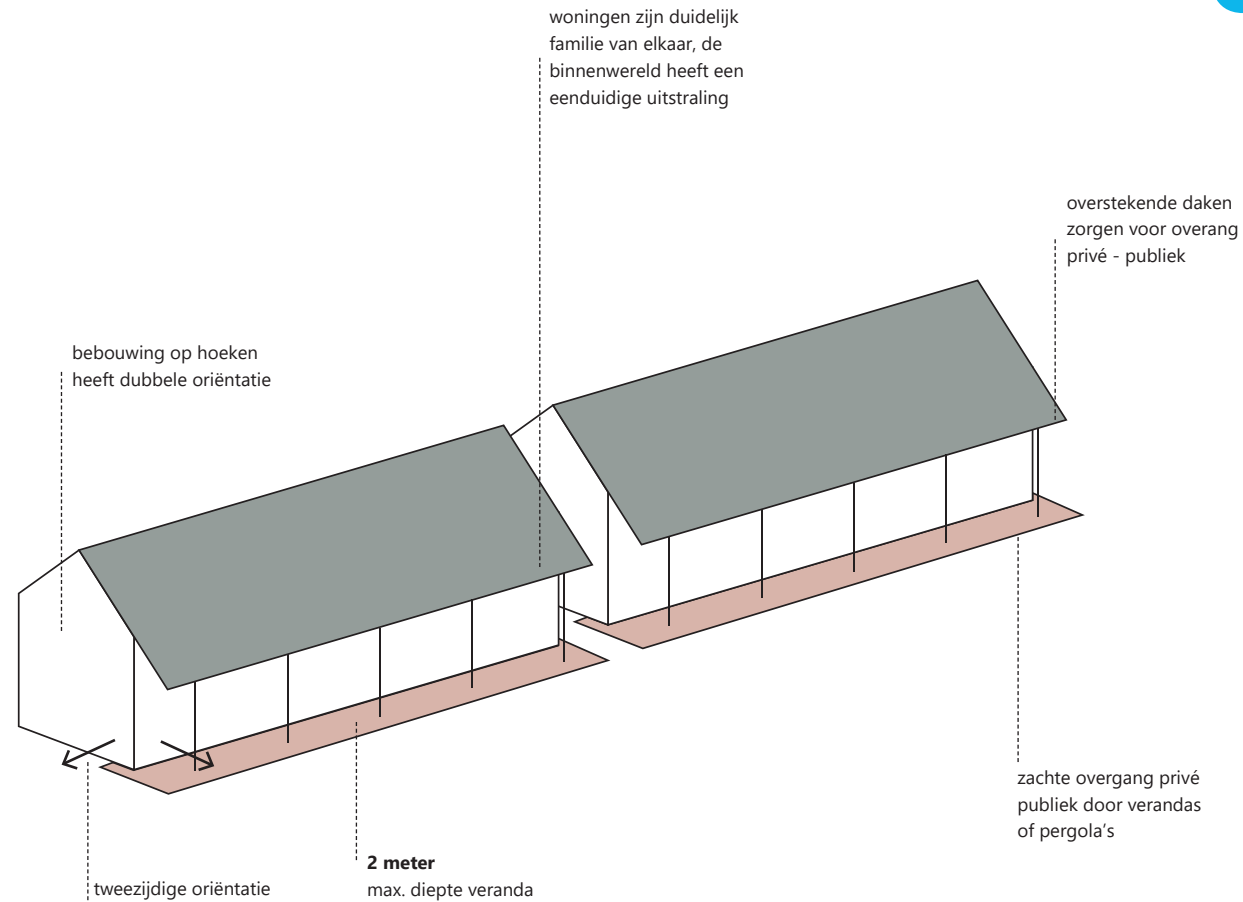 woningen zijn duidelijk
familie van elkaar, de
binnenwereld heeft een
eenduidige uitstraling
overstekende daken
zorgen voor overang
privé - publiek
bebouwing op hoeken
heeft dubbele oriëntatie
zachte overgang privé
publiek door verandas
of pergola's
2 meter
max. diepte veranda
tweezijdige oriëntatie